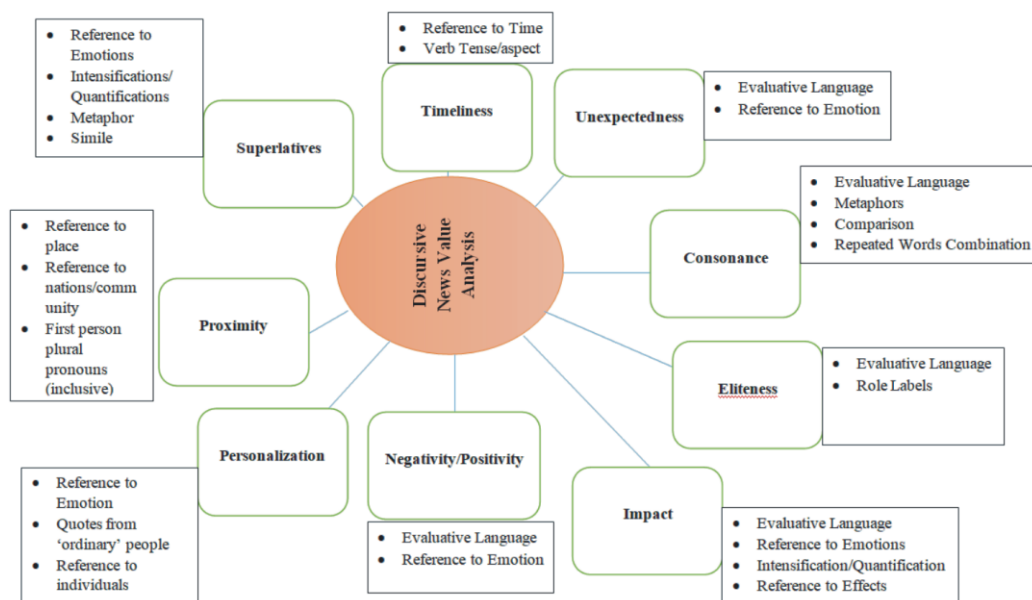 • Reference to
Emotions
• Intensifications/
Quantifications
• Metaphor
• Simile
Superlatives
• Reference to Time
• Verb Tense/aspect
Timeliness
Unexpectedness
• Evaluative Language
• Reference to Emotion
• Evaluative Language
• Metaphors
• Comparison
• Repeated Words Combination
Consonance
Discursive
News Value
Analysis
• Reference to
place
• Reference to
nations/comm
unity
• First person
plural
pronouns
(inclusive)
Proximity
Eliteness
• Evaluative Language
• Role Labels
Personalization
• Reference to
Emotion
• Quotes from
‘ordinary’ people
• Reference to
individuals
Negativity/Positivity
• Evaluative Language
• Reference to Emotion
Impact
• Evaluative Language
• Reference to Emotions
• Intensification/Quantification
• Reference to Effects